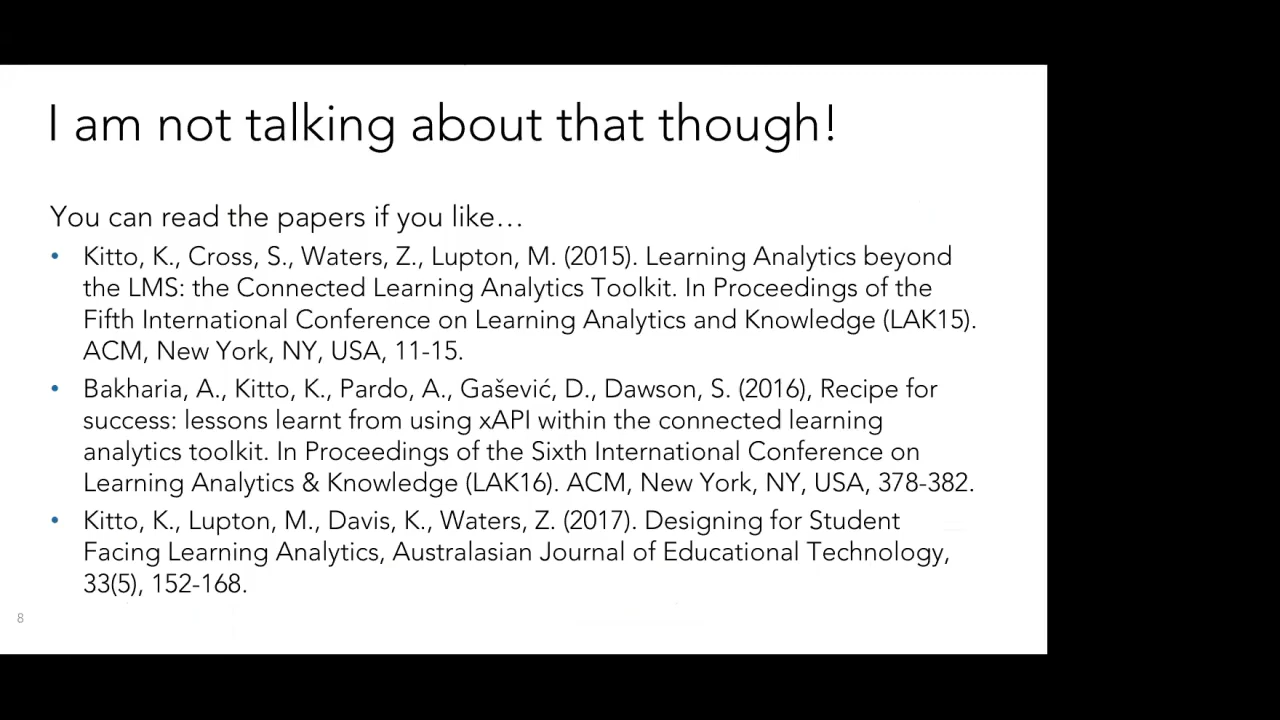 I am not talking about that though!
You can read the papers if you like…
• Kitto, K., Cross, S., Waters, Z., Lupton, M. (2015). Learning Analytics beyond
the LMS: the Connected Learning Analytics Toolkit. In Proceedings of the
Fifth International Conference on Learning Analytics and Knowledge (LAK15).
ACM, New York, NY, USA, 11-15.
• Bakharia, A., Kitto, K., Pardo, A., Gašević, D., Dawson, S. (2016), Recipe for
success: lessons learnt from using xAPI within the connected learning
analytics toolkit. In Proceedings of the Sixth International Conference on
Learning Analytics & Knowledge (LAK16). ACM, New York, NY, USA, 378-382.
• Kitto, K., Lupton, M., Davis, K., Waters, Z. (2017). Designing for Student
Facing Learning Analytics, Australasian Journal of Educational Technology,
33(5), 152-168.
8